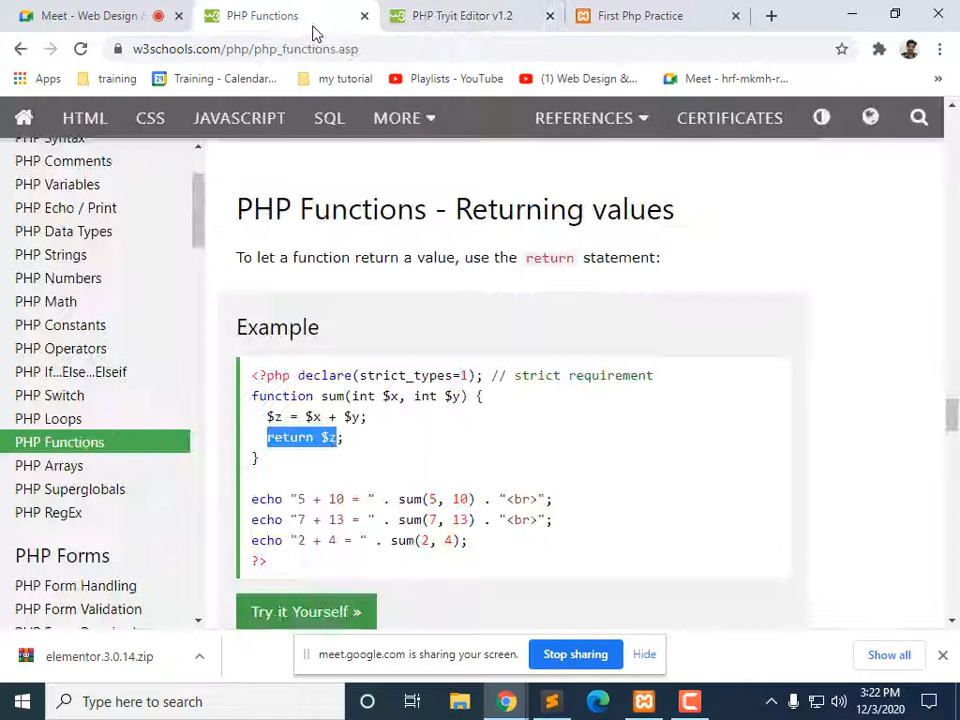 Meet - Web Design &
PHP Functions
PHP Tryit Editor v1.2
First Php Practice
w3schools.com/php/php_functions.asp
Apps
training
Training - Calendar...
my tutorial
Playlists - YouTube
(1) Web Design &...
Meet - hrf-mkmh-r...
»
HTML
CSS
JAVASCRIPT
SQL
MORE
REFERENCES
CERTIFICATES
PHP Syntax
PHP Comments
PHP Variables
PHP Echo / Print
PHP Data Types
PHP Strings
PHP Numbers
PHP Math
PHP Constants
PHP Operators
PHP If...Else...Elseif
PHP Switch
PHP Loops
PHP Functions
PHP Arrays
PHP Superglobals
PHP RegEx
PHP Forms
PHP Form Handling
PHP Form Validation
PHP Functions - Returning values
To let a function return a value, use the return statement:
Example
<?php declare(strict_types=1); // strict requirement
function sum(int $x, int $y) {
$z = $x + $y;
return $z;
}
echo "5 + 10 = " . sum(5, 10) . "<br>";
echo "7 + 13 = " . sum(7, 13) . "<br>";
echo "2 + 4 = " . sum(2, 4);
?>
Try it Yourself »
elementor.3.0.14.zip
meet.google.com is sharing your screen.
Stop sharing
Hide
Show all
Type here to search
3:22 PM
12/3/2020